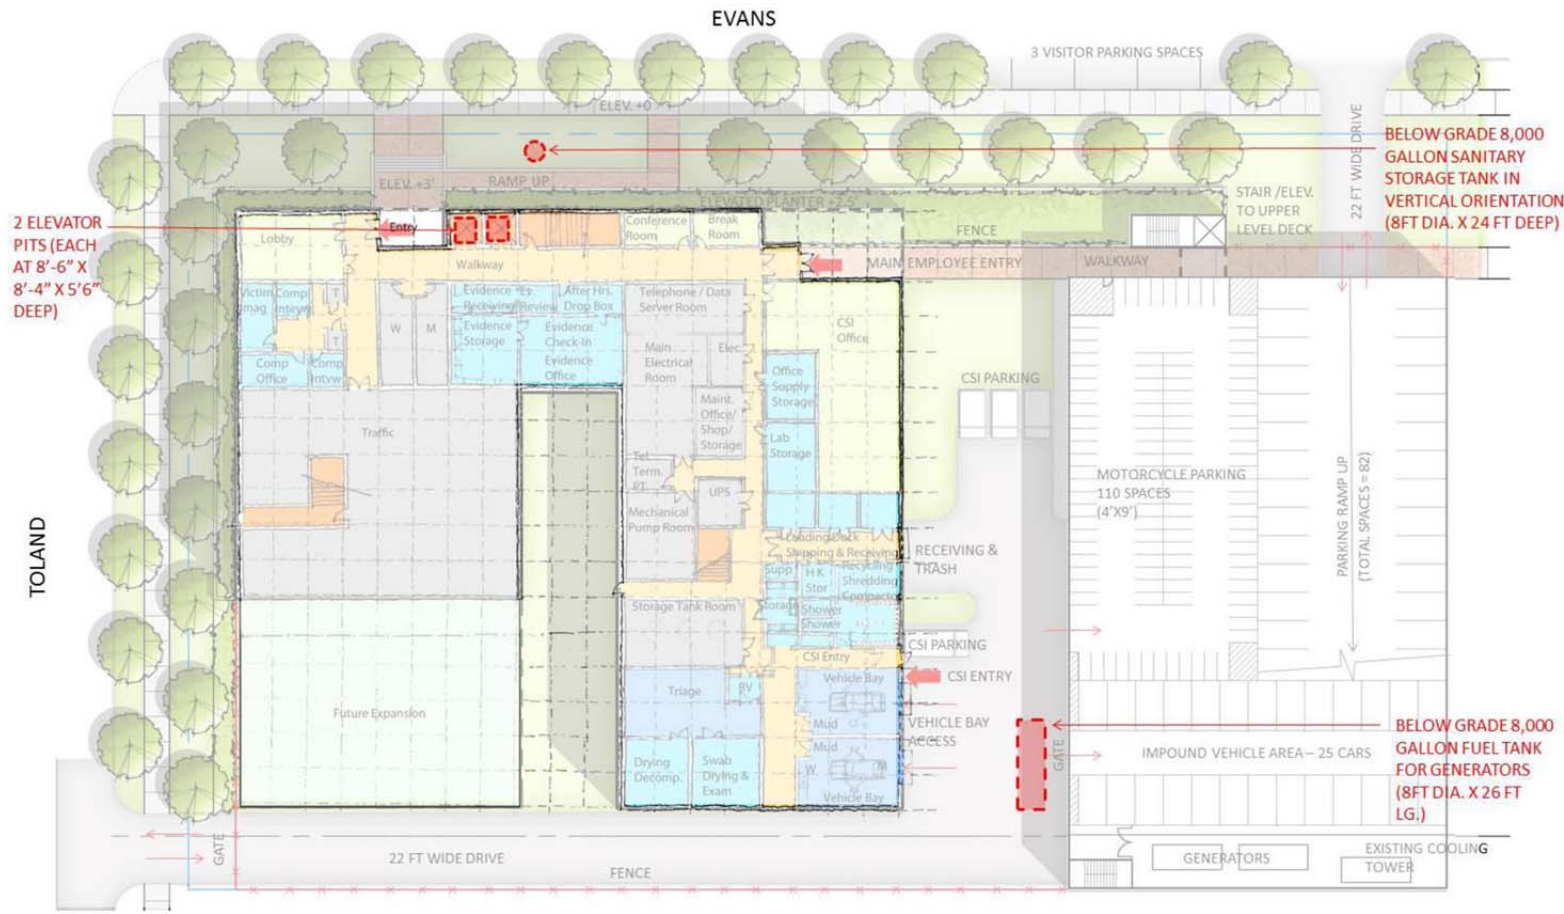 EVANS
3 VISITOR PARKING SPACES
ELEV. +0
22 FT WIDE DRIVE
BELOW GRADE 8,000
GALLON SANITARY
STORAGE TANK IN
VERTICAL ORIENTATION
(8FT DIA. X 24 FT DEEP)
ELEV. +3'
RAMP UP
ELEVATED PLANTER +2.5'
STAIR /ELEV.
TO UPPER
LEVEL DECK
2 ELEVATOR
PITS (EACH
AT 8'-6" X
8'-4" X 5'6"
DEEP)
Lobby
Entry
Conference
Room
Break
Room
FENCE
Walkway
MAIN EMPLOYEE ENTRY
WALKWAY
Victim
Imag
Comp
Inteyw
T
T
W
M
Evidence
Receiving
Ev.
Review
After Hrs.
Drop Box
Telephone / Data
Server Room
Evidence
Storage
Evidence
Check-In
Evidence
Office
CSI
Office
Main
Electrical
Room
Elec
Comp
Office
Comp
Intvw
Office
Supply
Storage
CSI PARKING
Maint.
Office/
Shop/
Storage
Traffic
Lab
Storage
Tel.
Term.
PT.
UPS
MOTORCYCLE PARKING
110 SPACES
(4'X9')
PARKING RAMP UP
(TOTAL SPACES = 82)
Mechanical
Pump Room
TOLAND
Loading Dock
Shipping & Receiving
RECEIVING &
TRASH
Supp
H K
Stor
Recycling
Shredding
Compactor
Storage Tank Room
Storage
Shower
Shower
CSI PARKING
CSI Entry
CSI ENTRY
Triage
BV
Vehicle Bay
Future Expansion
Mud
VEHICLE BAY
ACCESS
Mud
W
M
Vehicle Bay
Drying
Decomp.
Swab
Drying &
Exam
GATE
IMPOUND VEHICLE AREA – 25 CARS
BELOW GRADE 8,000
GALLON FUEL TANK
FOR GENERATORS
(8FT DIA. X 26 FT
LG.)
GATE
22 FT WIDE DRIVE
FENCE
GENERATORS
EXISTING COOLING
TOWER